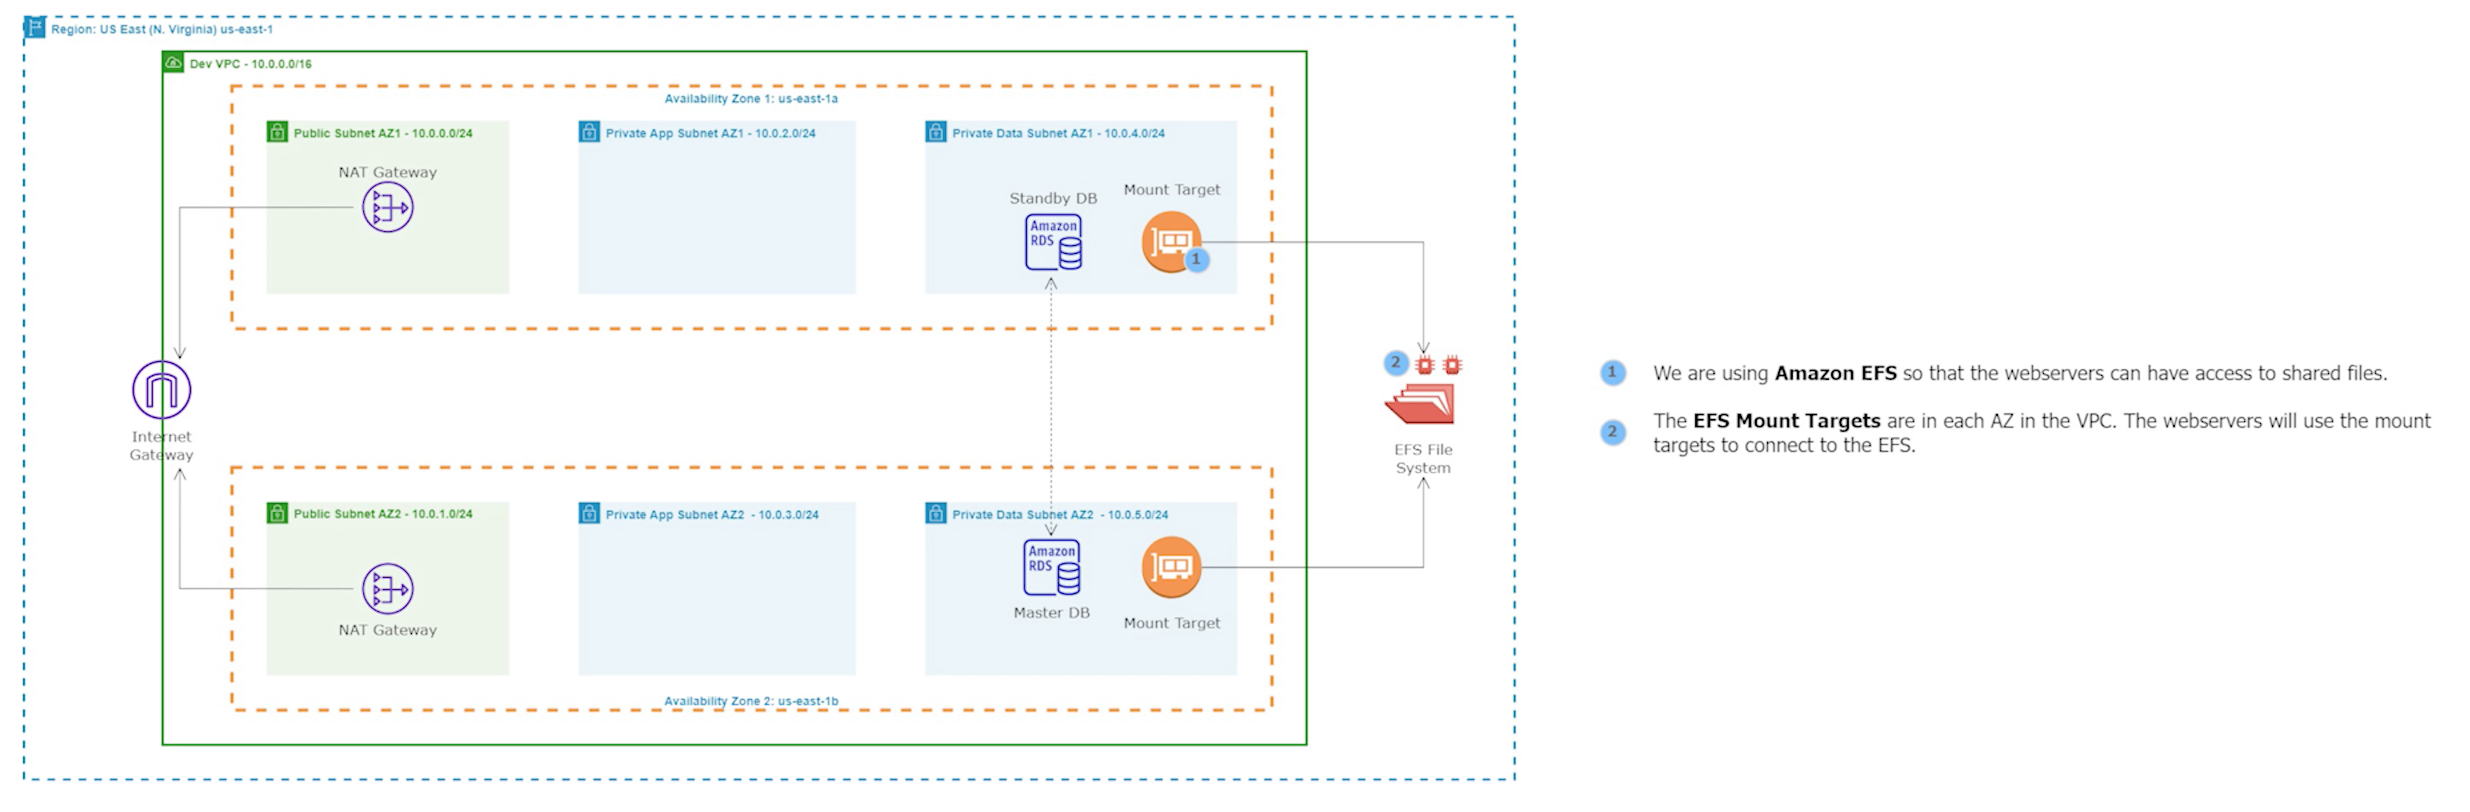 Region: US East (N. Virginia) us-east-1
Dev VPC - 10.0.0.0/16
Availability Zone 1: us-east-1a
Public Subnet AZ1 - 10.0.0.0/24
Private App Subnet AZ1 - 10.0.2.0/24
Private Data Subnet AZ1 - 10.0.4.0/24
NAT Gateway
Standby DB
Mount Target
Amazon
RDS
1
2
EFS File
System
Internet
Gateway
Public Subnet AZ2 - 10.0.1.0/24
Private App Subnet AZ2 - 10.0.3.0/24
Private Data Subnet AZ2 - 10.0.5.0/24
Amazon
RDS
NAT Gateway
Master DB
Mount Target
Availability Zone 2: us-east-1b
1 We are using Amazon EFS so that the webservers can have access to shared files.
2 The EFS Mount Targets are in each AZ in the VPC. The webservers will use the mount
targets to connect to the EFS.